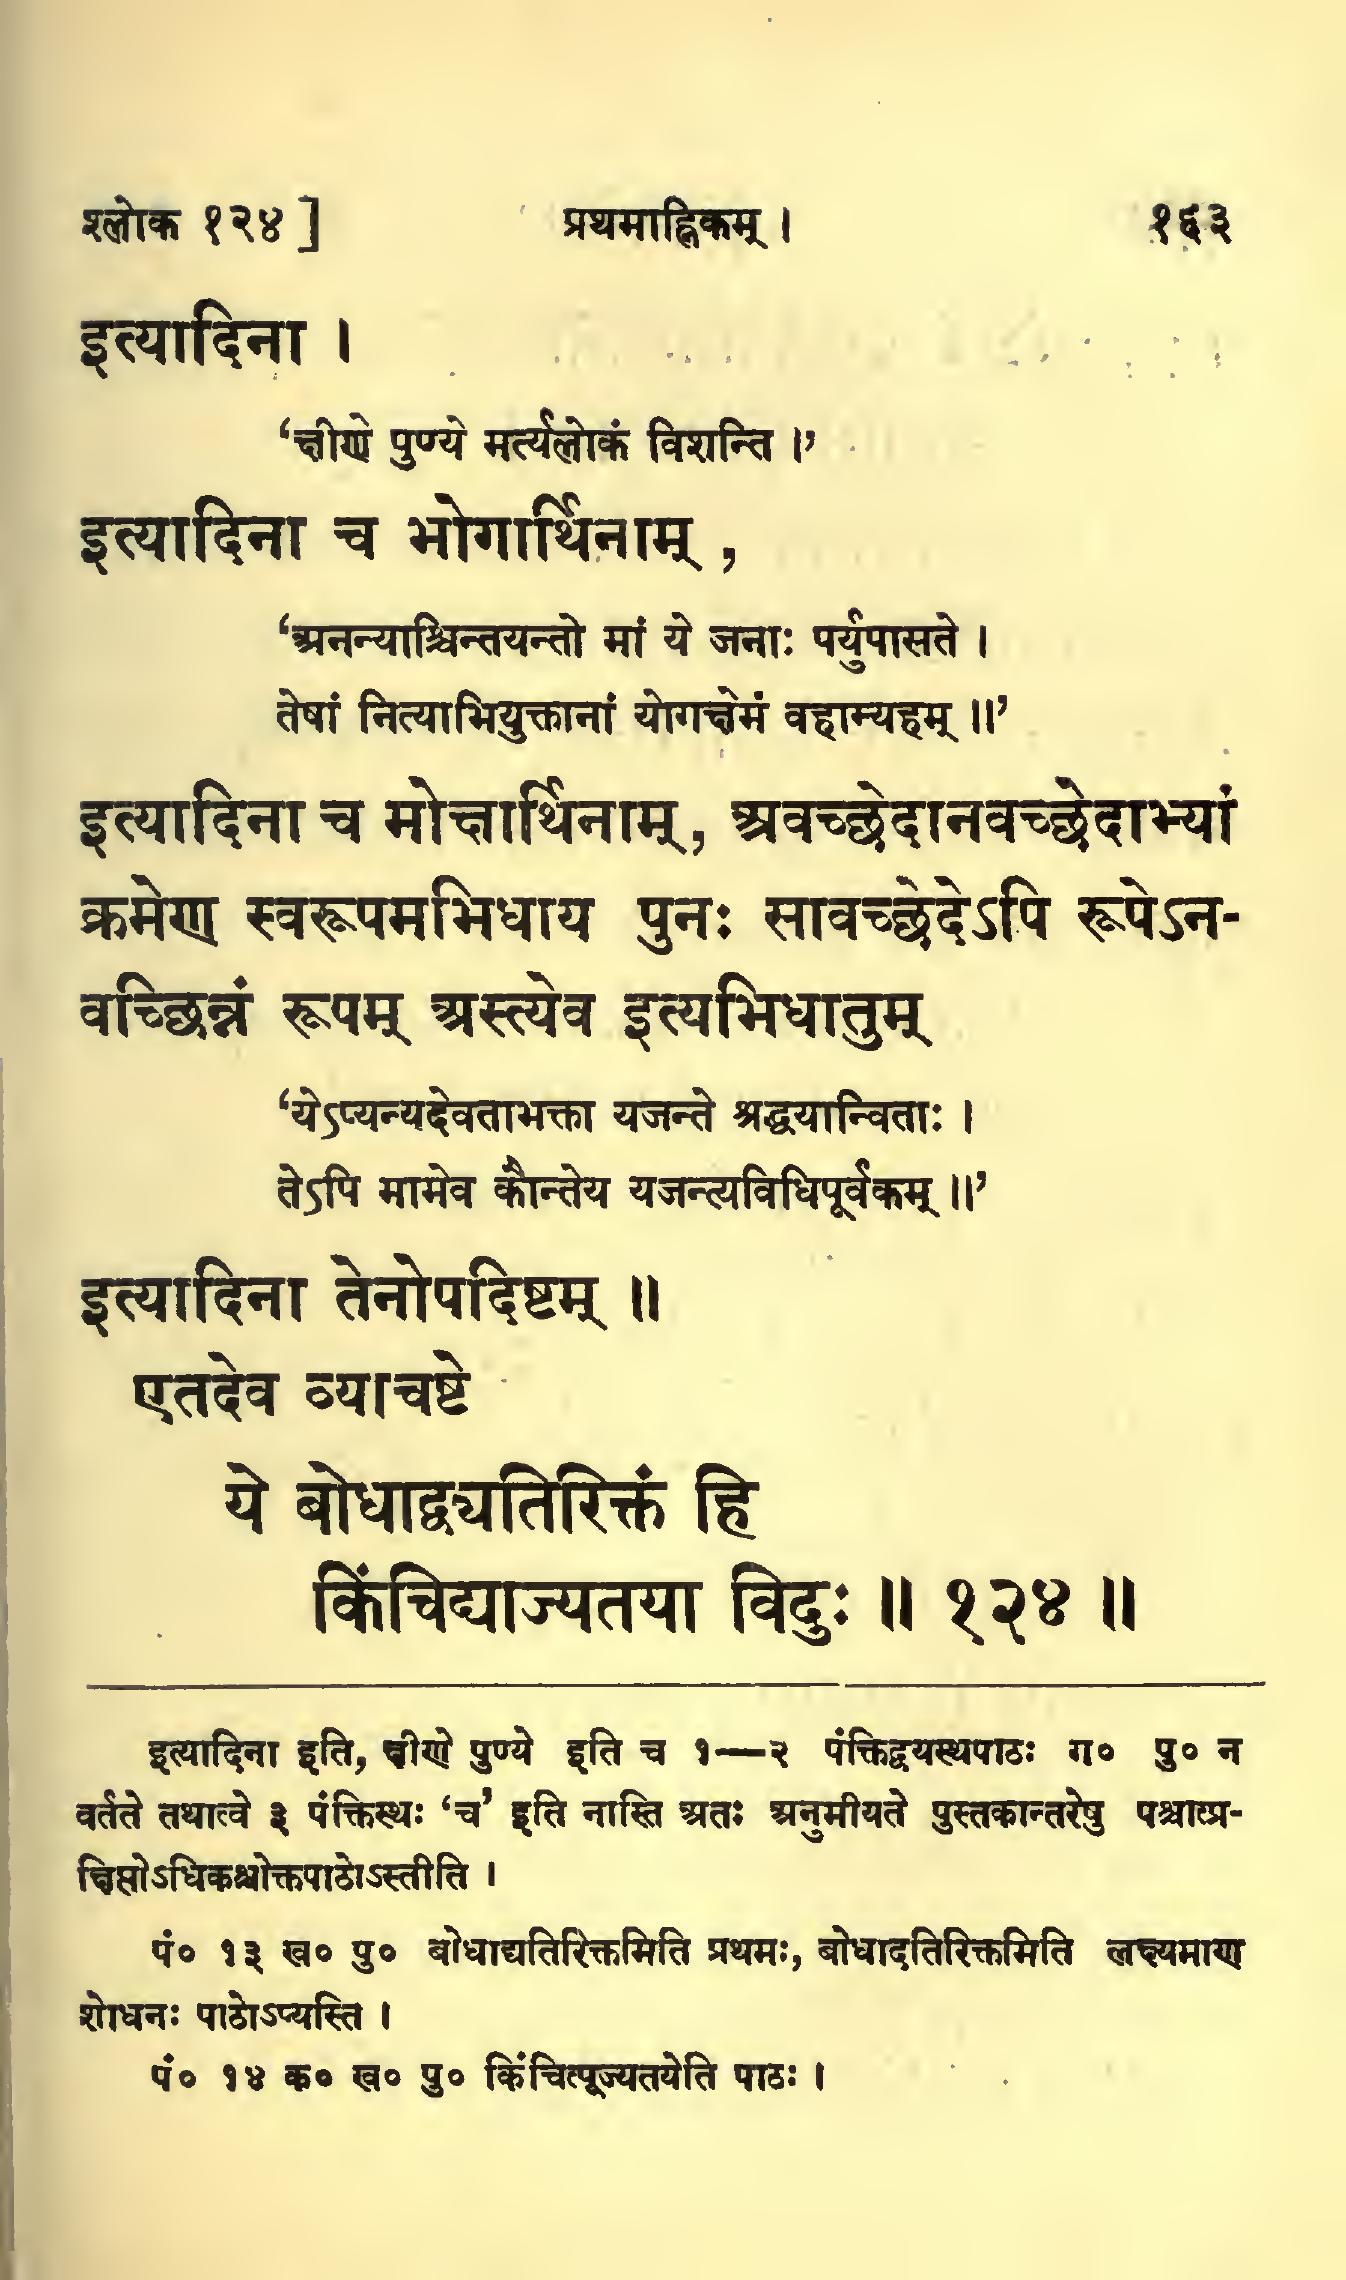 श्लोक १२४ ] प्रथमाह्निकम् । १६३
इत्यादिना ।
‘क्षीणे पुण्ये मर्त्यलोकं विशन्ति ।’
इत्यादिना च भोगार्थिनाम् ,
‘अनन्याश्चिन्तयन्तो मां ये जनाः पर्युपासते ।
तेषां नित्याभियुक्तानां योगक्षेमं वहाम्यहम् ॥’
इत्यादिना च मोक्षार्थिनाम्, अवच्छेदानवच्छेदाभ्यां
क्रमेण स्वरूपमभिधाय पुनः सावच्छेदेऽपि रूपेऽन-
वच्छिन्नं रूपम् अस्त्येव इत्यभिधातुम्
‘येऽप्यन्यदेवताभक्ता यजन्ते श्रद्धयान्विताः ।
तेऽपि मामेव कौन्तेय यजन्त्यविधिपूर्वकम् ॥’
इत्यादिना तेनोपदिष्टम् ॥
एतदेव व्याचष्टे
ये बोधाद्व्यतिरिक्तं हि
किंचिद्याज्यतया विदुः ॥ १२४ ॥
इत्यादिना इति, क्षीणे पुण्ये इति च १—२ पंक्तिद्वयस्थपाठः ग० पु० न
वर्तते तथात्वे ३ पंक्तिस्थः ‘च’ इति नास्ति अतः अनुमीयते पुस्तकान्तरेषु पश्चात्प्र-
क्षिप्तोऽधिकश्चोक्तपाठोऽस्तीति ।
पं० १३ ख० पु० बोधाद्यतिरिक्तमिति प्रथमः, बोधादतिरिक्तमिति लक्ष्यमाण
शोधनः पाठोऽप्यस्ति ।
पं० १४ क० ख० पु० किंचित्पूज्यतयेति पाठः ।